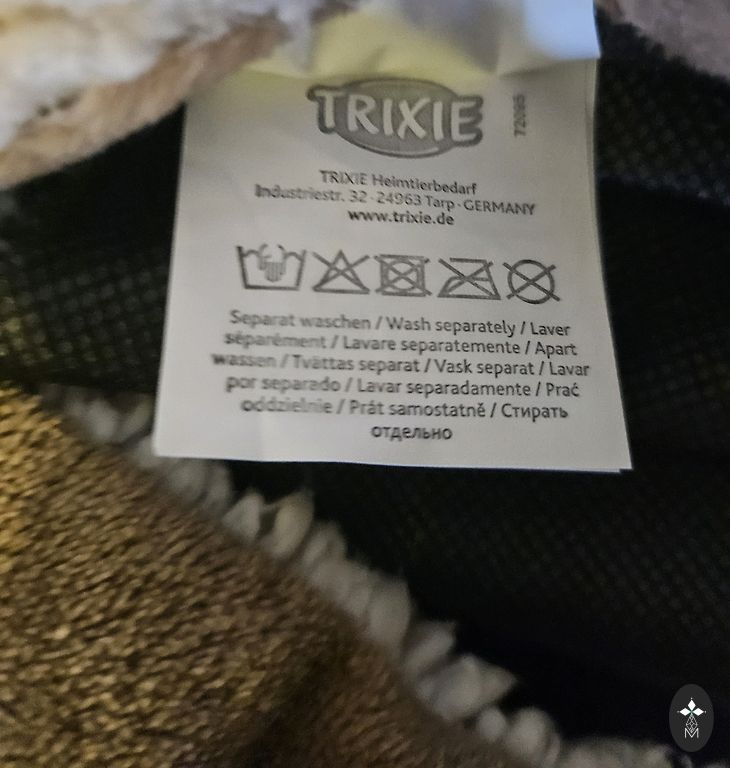 TRIXIE
72095
TRIXIE Heimtierbedarf
Industriestr. 32 · 24963 Tarp · GERMANY
www.trixie.de
Separat waschen / Wash separately / Laver
séparément / Lavare separatemente / Apart
wassen / Tvättas separat / Vask separat / Lavar
por separado / Lavar separadamente / Prać
oddzielnie / Prát samostatně / Стирать
отдельно
M